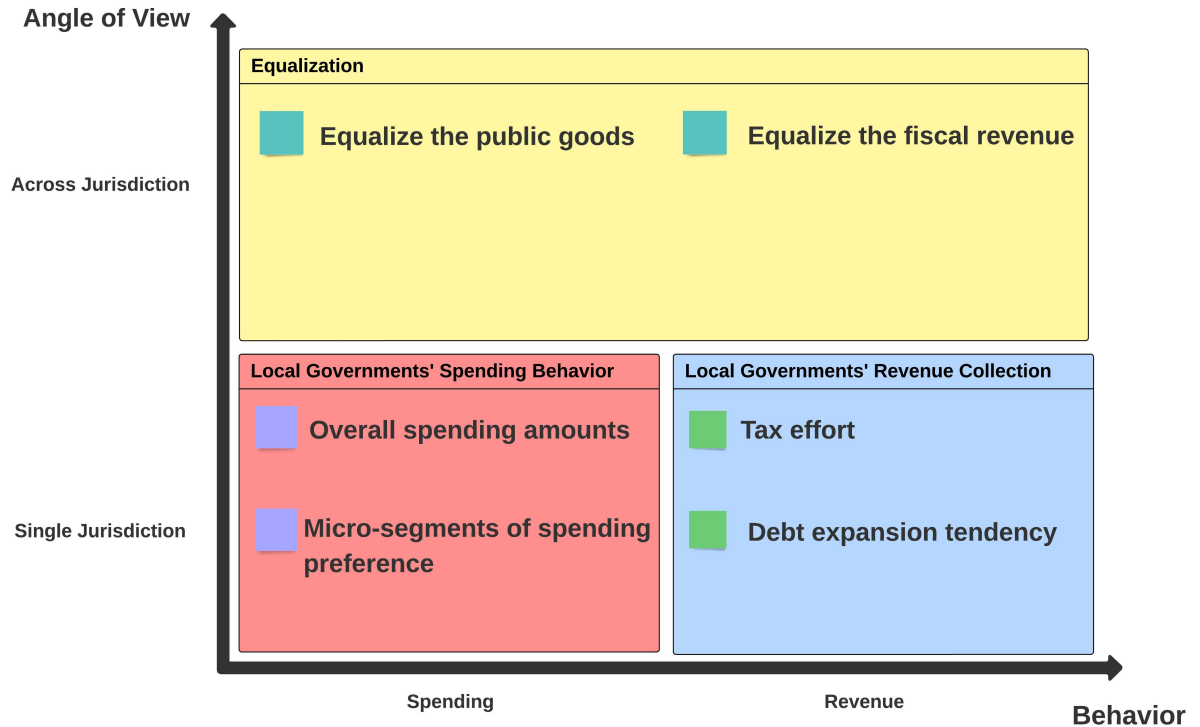 Angle of View
Equalization
Equalize the public goods
Equalize the fiscal revenue
Across Jurisdiction
Local Governments' Spending Behavior
Overall spending amounts
Micro-segments of spending
preference
Local Governments' Revenue Collection
Tax effort
Debt expansion tendency
Single Jurisdiction
Spending
Revenue
Behavior